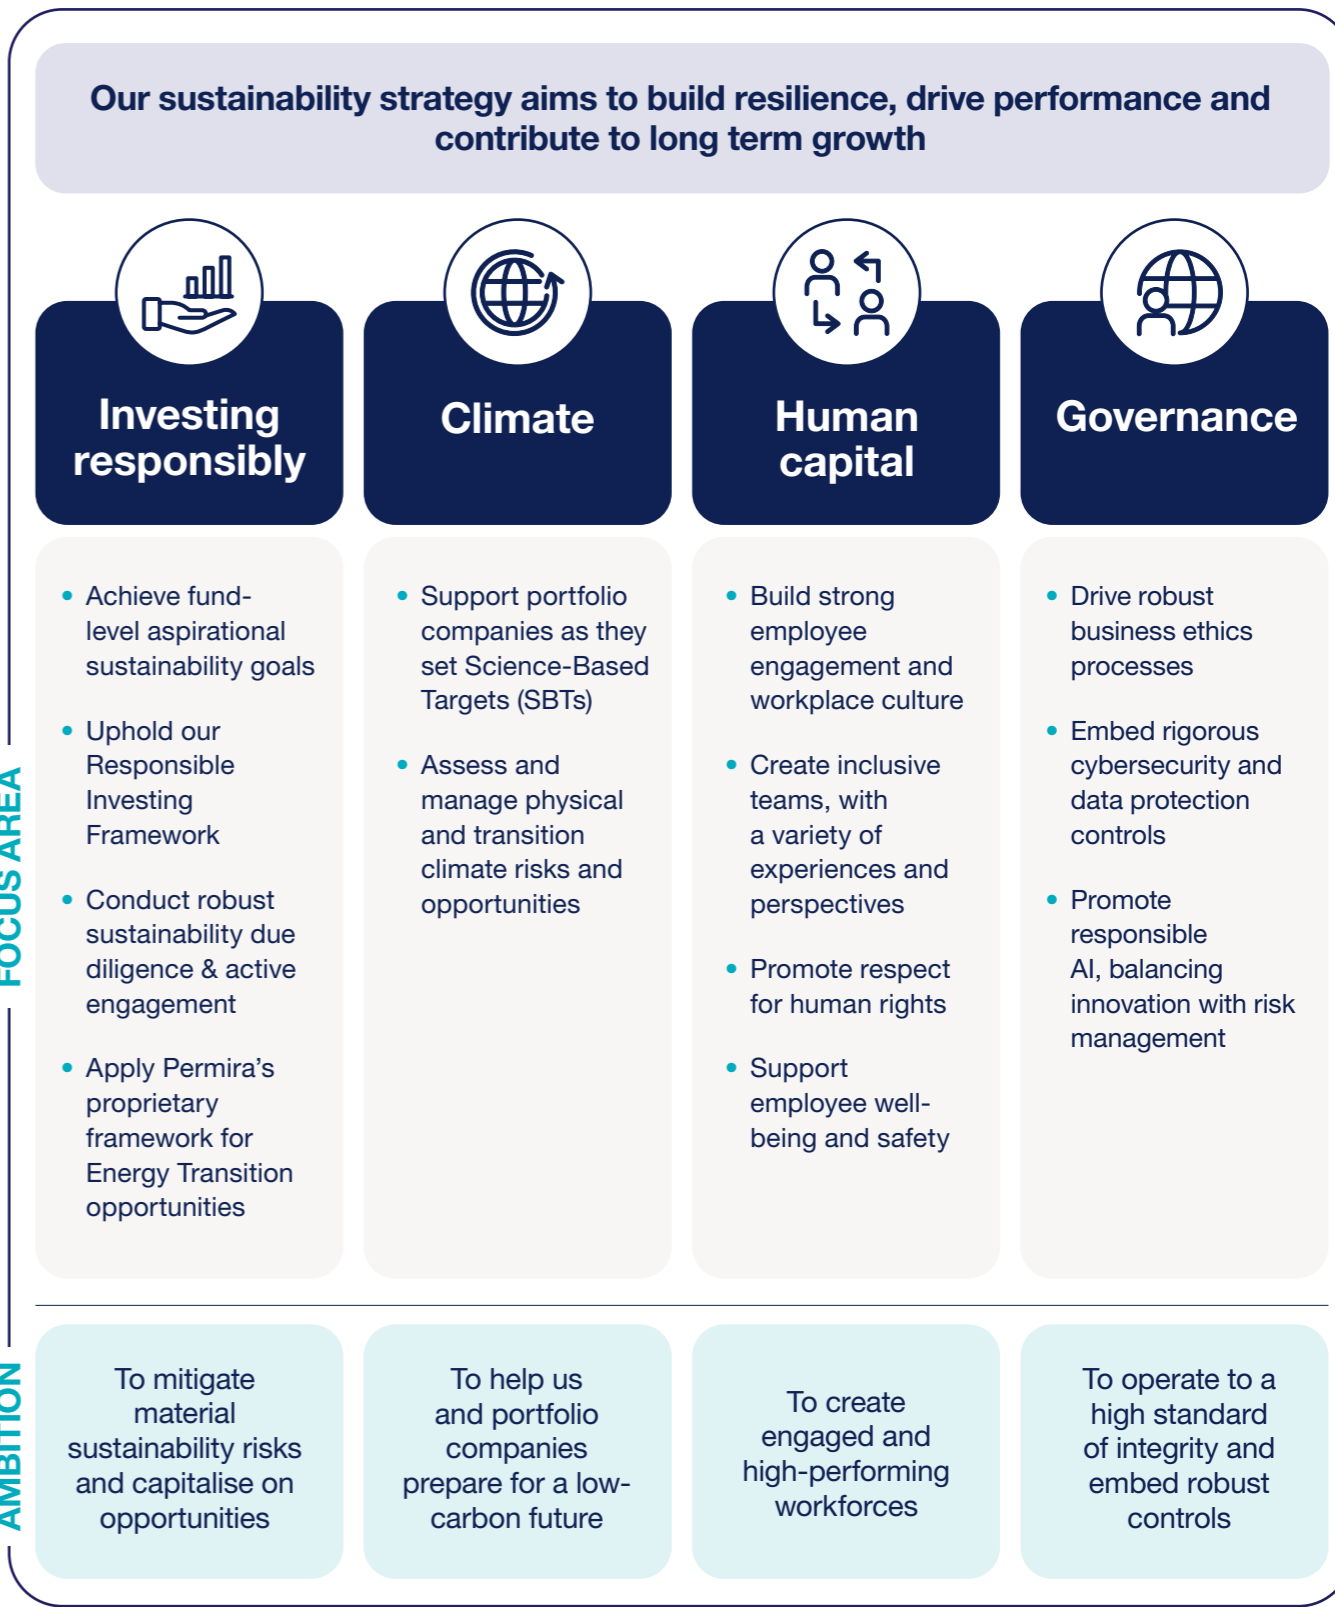 Our sustainability strategy aims to build resilience, drive performance and
contribute to long term growth
Investing
responsibly
Climate
Human
capital
Governance
FOCUS AREA
• Achieve fund-
level aspirational
sustainability goals
• Uphold our
Responsible
Investing
Framework
• Conduct robust
sustainability due
diligence & active
engagement
• Apply Permira’s
proprietary
framework for
Energy Transition
opportunities
• Support portfolio
companies as they
set Science-Based
Targets (SBTs)
• Assess and
manage physical
and transition
climate risks and
opportunities
• Build strong
employee
engagement and
workplace culture
• Create inclusive
teams, with
a variety of
experiences and
perspectives
• Promote respect
for human rights
• Support
employee well-
being and safety
• Drive robust
business ethics
processes
• Embed rigorous
cybersecurity and
data protection
controls
• Promote
responsible
AI, balancing
innovation with risk
management
AMBITION
To mitigate
material
sustainability risks
and capitalise on
opportunities
To help us
and portfolio
companies
prepare for a low-
carbon future
To create
engaged and
high-performing
workforces
To operate to a
high standard
of integrity and
embed robust
controls